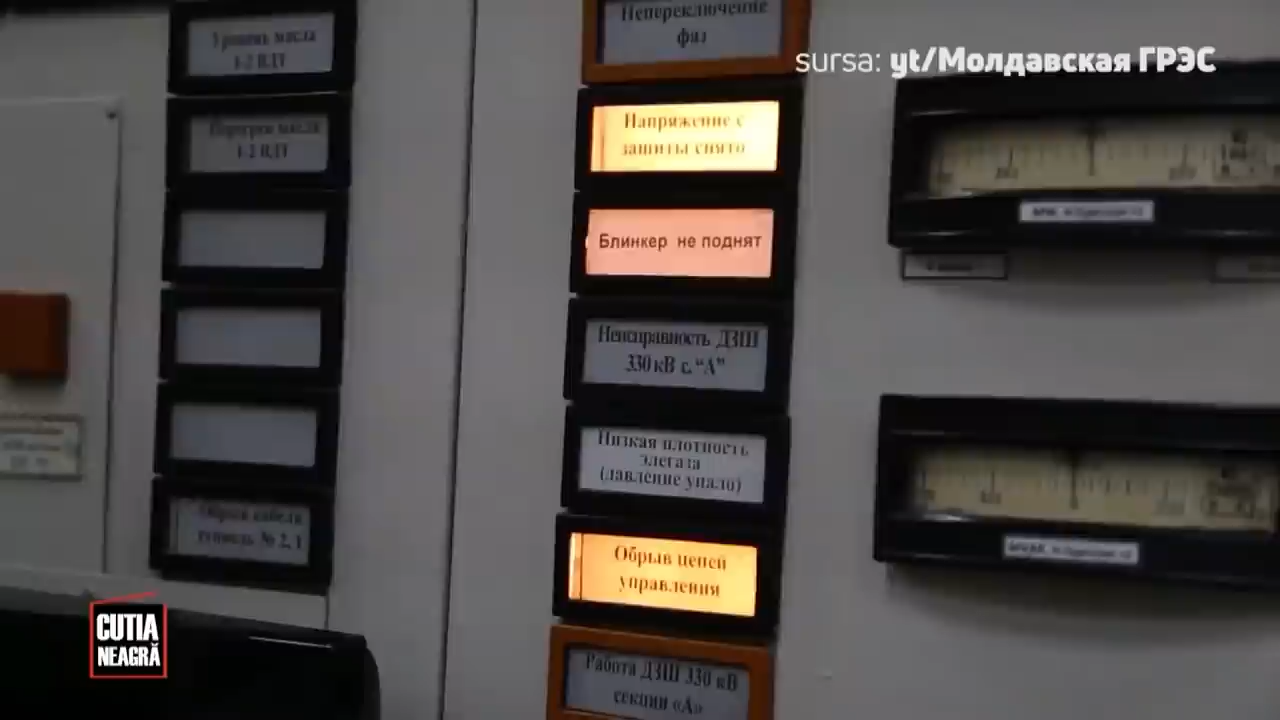 Уровень масла
1-2 ВДТ
Перегрев масла
1-2 ВДТ
Обрыв кабеля
тунель № 2, 1
Непереключение
фаз
Напряжение с
защиты снято
Блинкер не поднят
Неисправность ДЗШ
330 кВ с. “А”
Низкая плотность
элегаза
(давление упало)
Обрыв цепей
управления
Работа ДЗШ 330 кВ
секции «А»
sursa: yt/Молдавская ГРЭС
CUTIA
NEAGRĂ